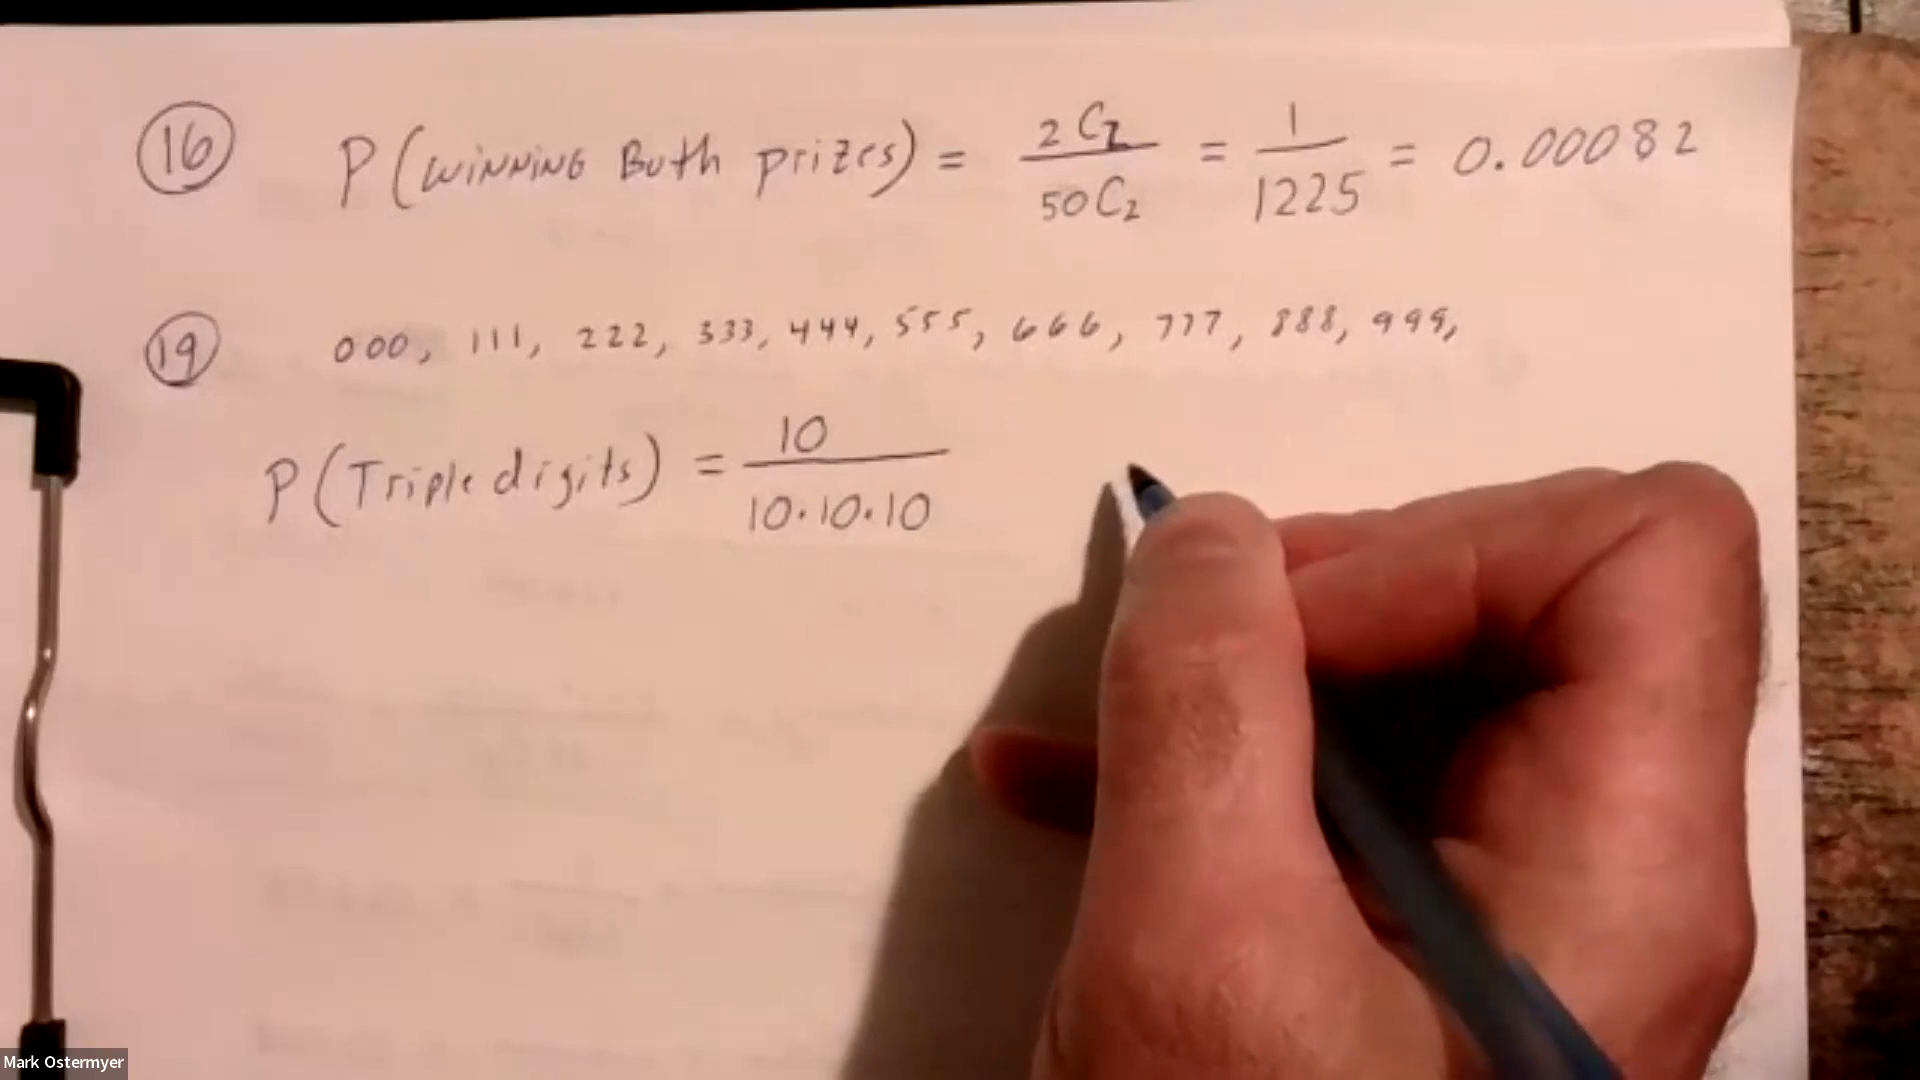 16 P(WINNING Both prizes) = 2C2/50C2 = 1/1225 = 0.00082
19 000, 111, 222, 333, 444, 555, 666, 777, 888, 999,
P(Triple digits) = 10/10·10·10
Mark Ostermyer